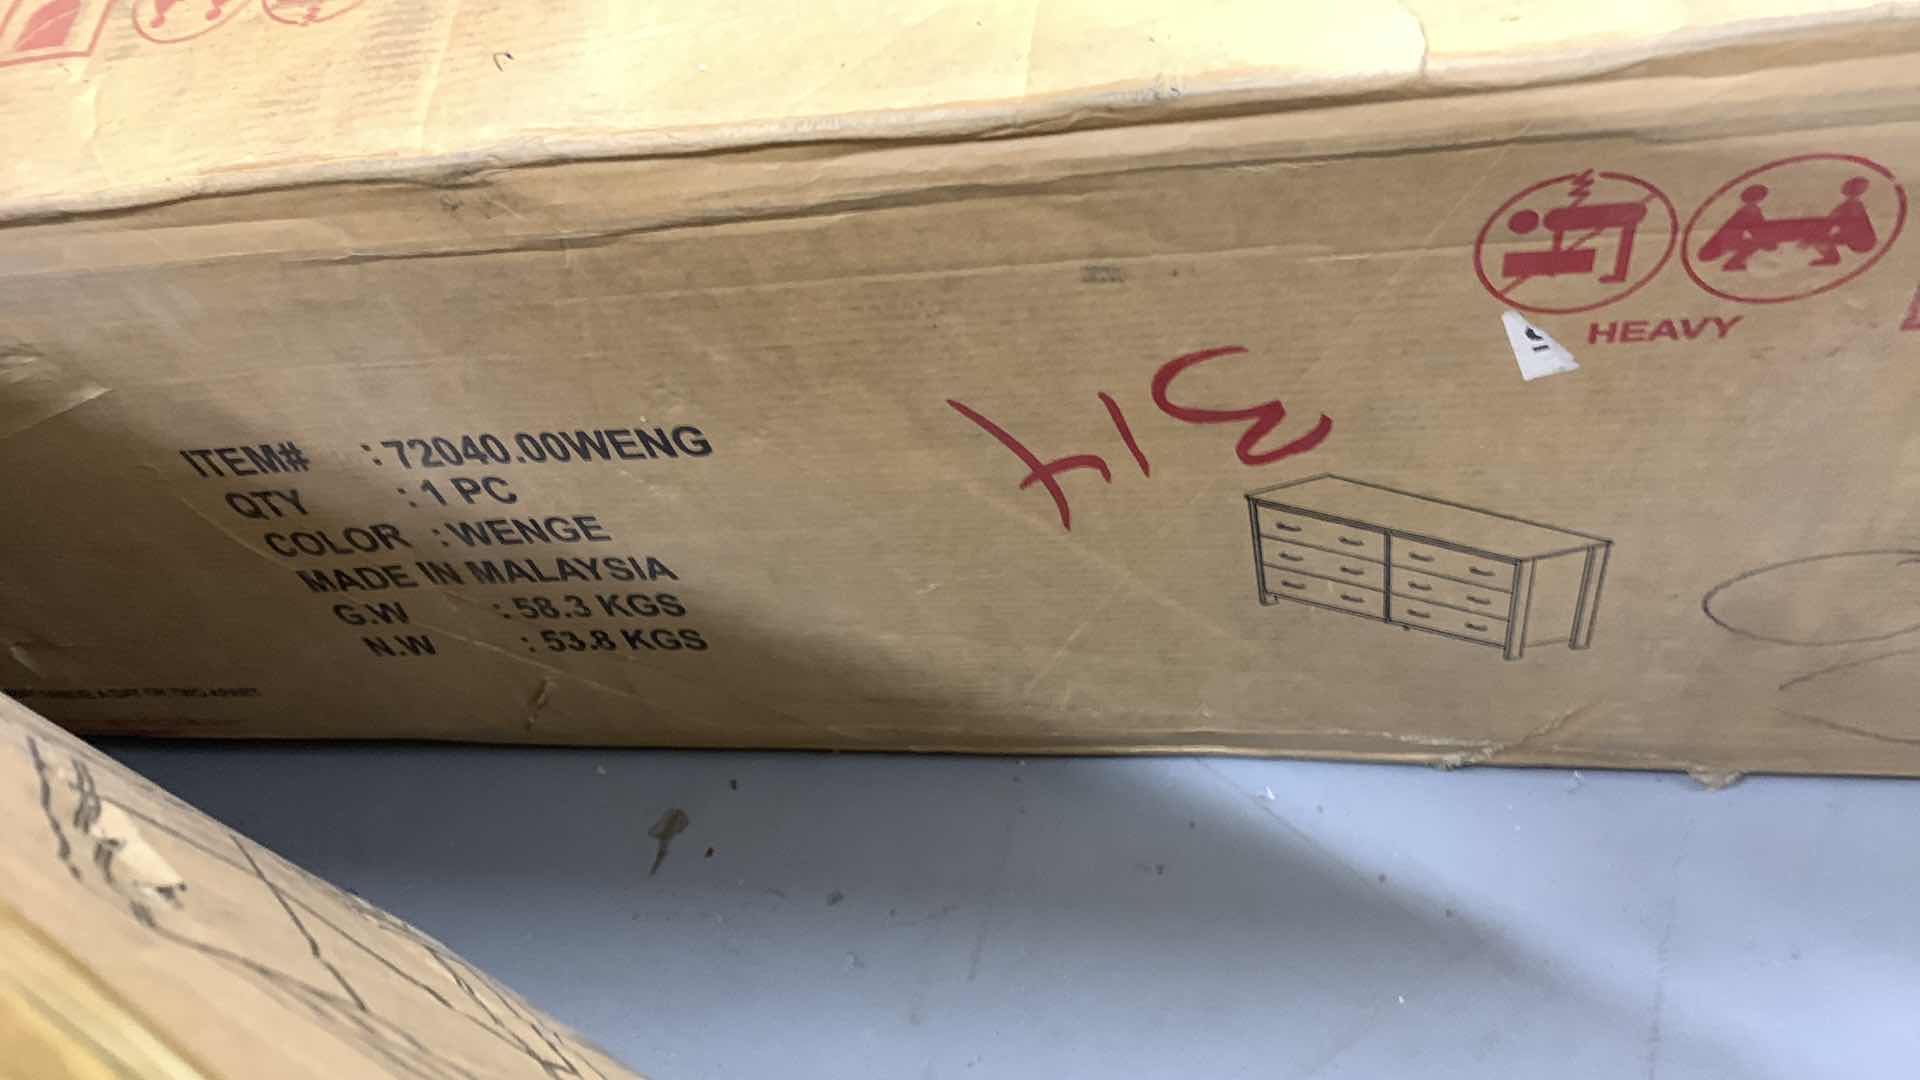 HEAVY
314
ITEM# : 72040.00WENG
QTY : 1 PC
COLOR : WENGE
MADE IN MALAYSIA
G.W : 58.3 KGS
N.W : 53.8 KGS